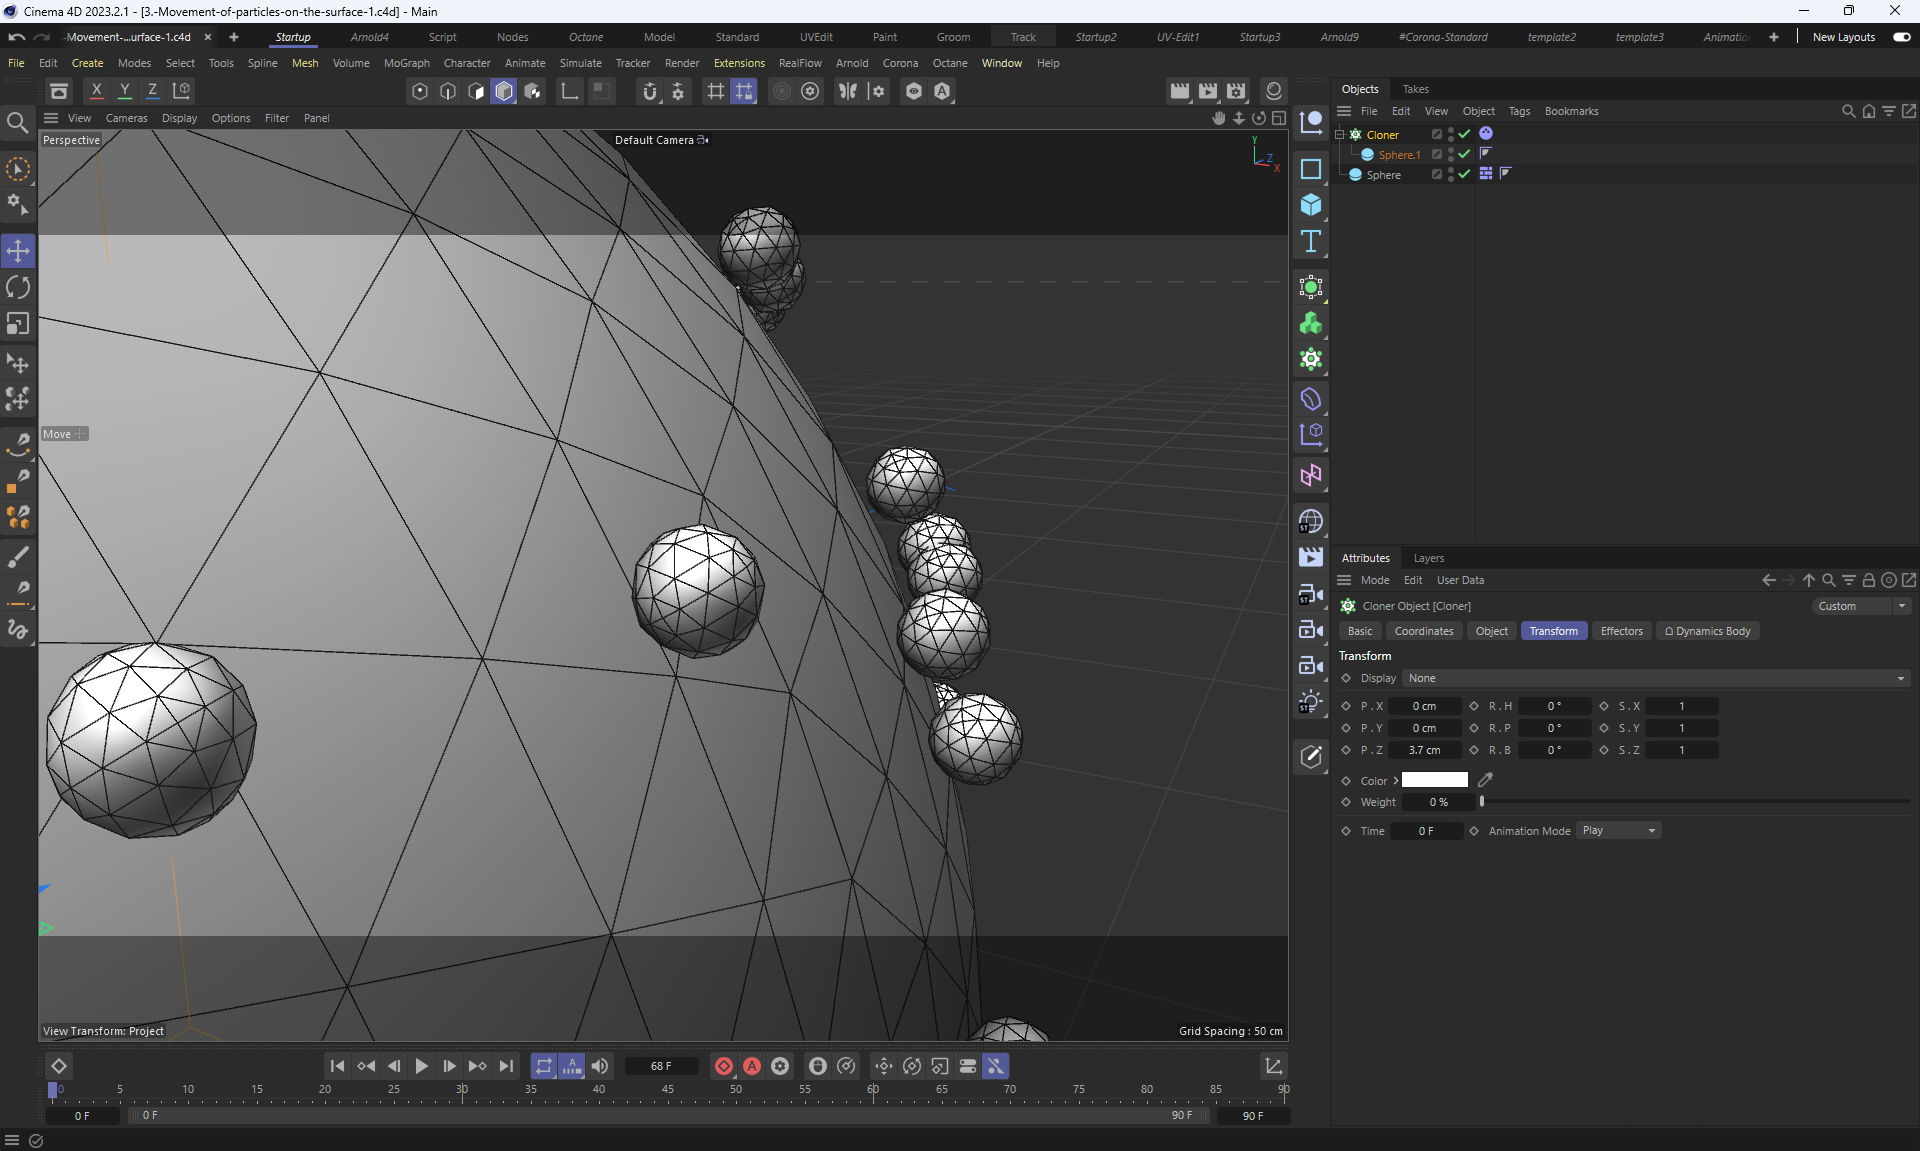 Cinema 4D 2023.2.1 - [3.-Movement-of-particles-on-the-surface-1.c4d] - Main
-Movement-...urface-1.c4d Startup Arnold4 Script Nodes Octane Model Standard UVEdit Paint Groom Track Startup2 UV-Edit1 Startup3 Arnold9 #Corona-Standard template2 template3 Animatio New Layouts
File Edit Create Modes Select Tools Spline Mesh Volume MoGraph Character Animate Simulate Tracker Render Extensions RealFlow Arnold Corona Octane Window Help
X Y Z
Objects Takes
View Cameras Display Options Filter Panel
File Edit View Object Tags Bookmarks
Perspective
Default Camera
Y
Z
X
Cloner
Sphere.1
Sphere
Move
Attributes Layers
Mode Edit User Data
Cloner Object [Cloner]
Custom
Basic Coordinates Object Transform Effectors Dynamics Body
Transform
Display None
P . X 0 cm R . H 0 ° S . X 1
P . Y 0 cm R . P 0 ° S . Y 1
P . Z 3.7 cm R . B 0 ° S . Z 1
Color
Weight 0 %
Time 0 F Animation Mode Play
View Transform: Project
Grid Spacing : 50 cm
68 F
0 5 10 15 20 25 30 35 40 45 50 55 60 65 70 75 80 85 90
0 F 0 F 90 F 90 F